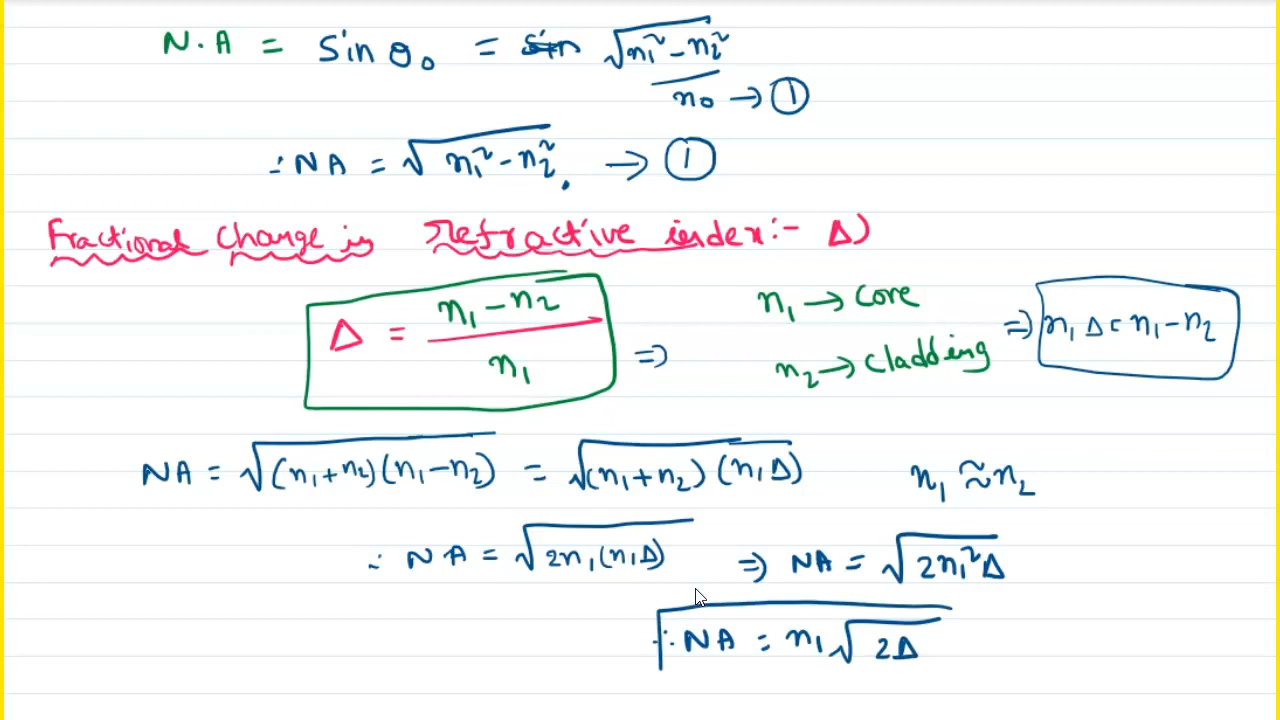 N.A = Sin θ₀ = Sin √(n₁² - n₂²) / n₀ → ①
∴ NA = √(n₁² - n₂²). → ①
Fractional change in refractive index:- Δ)
Δ = (n₁ - n₂) / n₁ ⇒
n₁ → core
n₂ → cladding
⇒ n₁ Δ = n₁ - n₂
NA = √((n₁+n₂)(n₁-n₂)) = √((n₁+n₂)(n₁Δ)) n₁ ≈ n₂
∴ NA = √(2n₁(n₁Δ)) ⇒ NA = √(2n₁²Δ)
∴ NA = n₁√(2Δ)